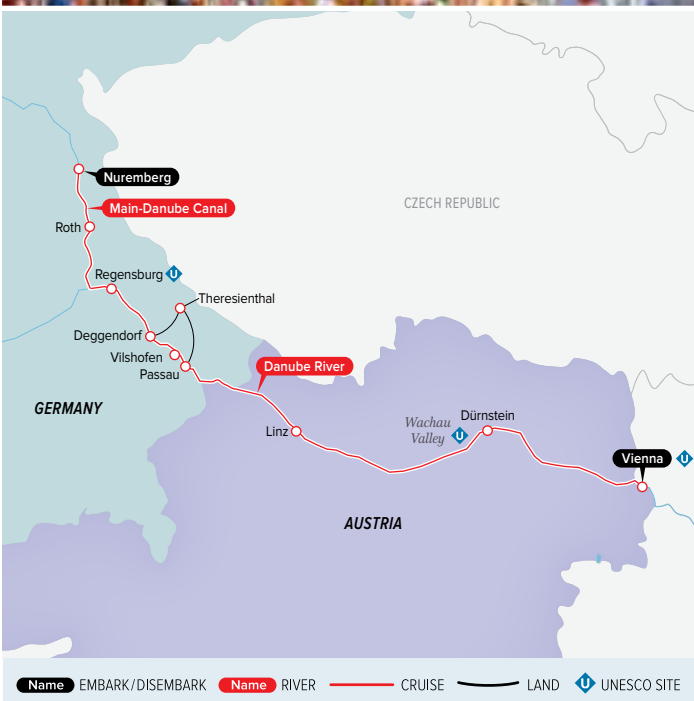 Nuremberg
CZECH REPUBLIC
Main-Danube Canal
Roth
Regensburg U
Theresienthal
Deggendorf
Vilshofen
Passau
Danube River
GERMANY
Linz
Wachau
Valley U
Dürnstein
Vienna U
AUSTRIA
Name EMBARK/DISEMBARK Name RIVER CRUISE LAND U UNESCO SITE